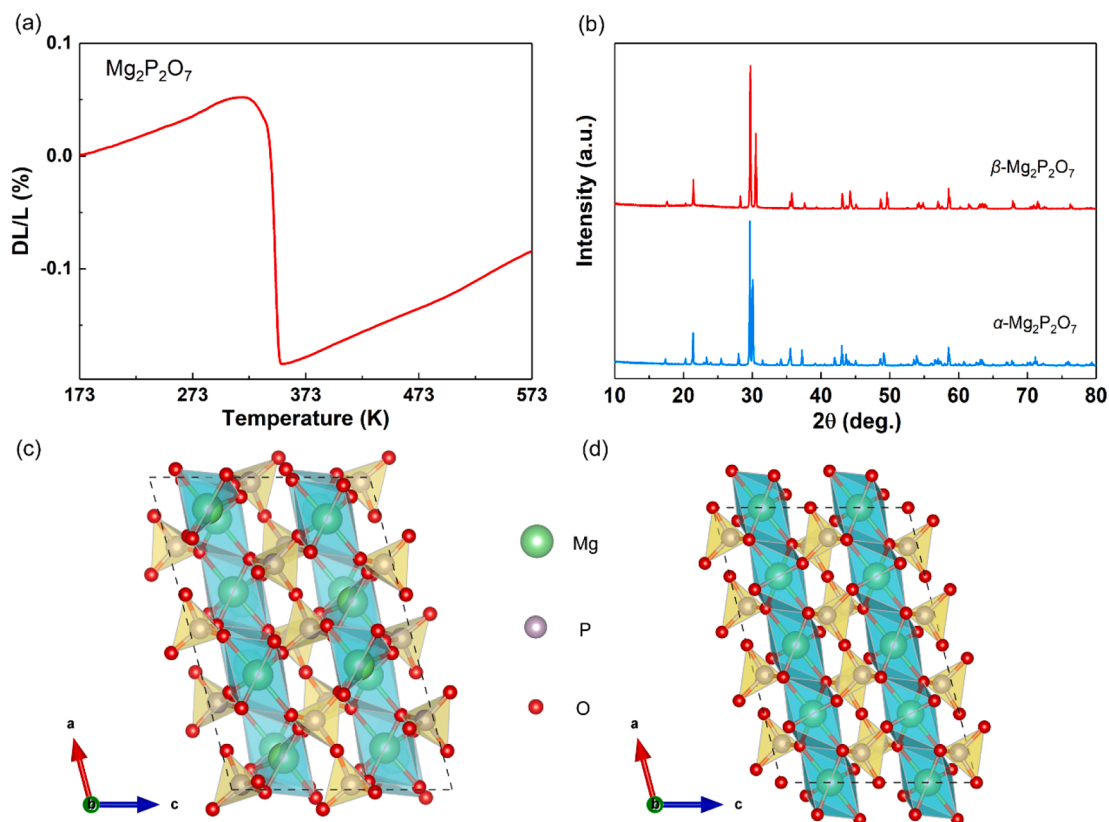 (a)
Mg₂P₂O₇
0.1
0.0
-0.1
DL/L (%)
173 273 373 473 573
Temperature (K)
(b)
β-Mg₂P₂O₇
α-Mg₂P₂O₇
Intensity (a.u.)
10 20 30 40 50 60 70 80
2θ (deg.)
(c)
a
b
c
Mg
P
O
(d)
a
b
c